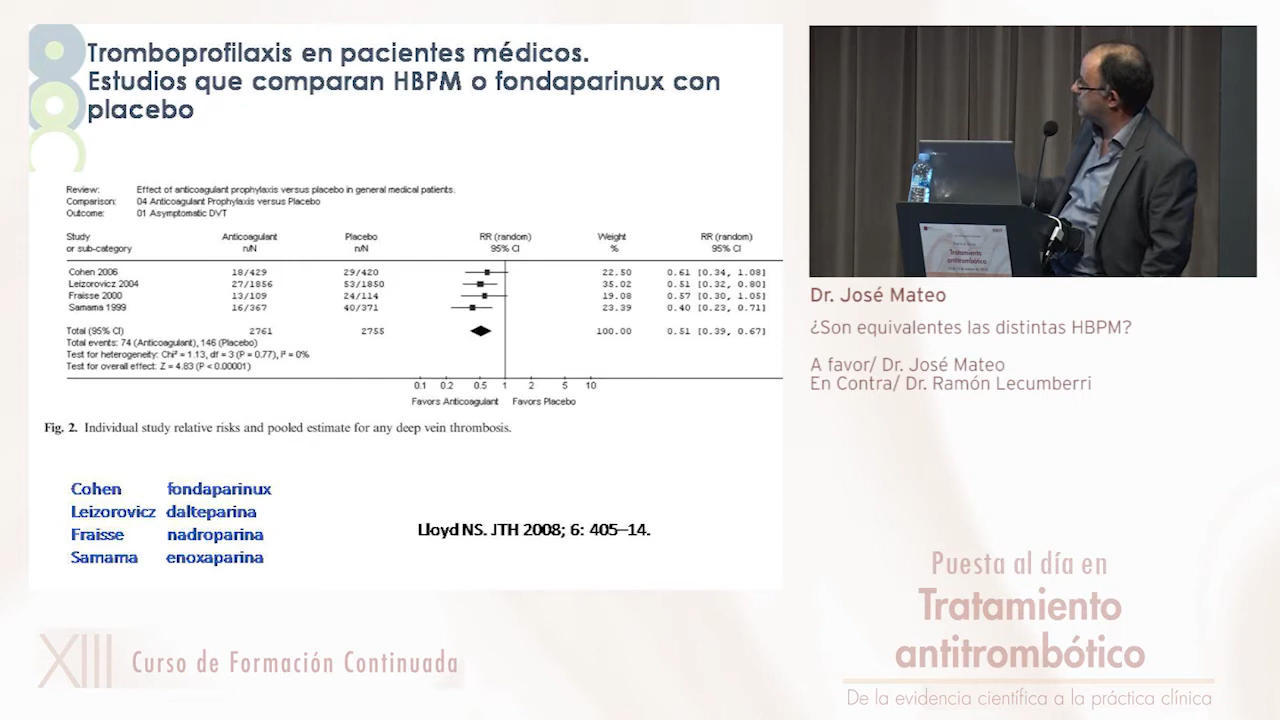 Tromboprofilaxis en pacientes médicos.
Estudios que comparan HBPM o fondaparinux con
placebo
Review: Effect of anticoagulant prophylaxis versus placebo in general medical patients.
Comparison: 04 Anticoagulant Prophylaxis versus Placebo
Outcome: 01 Asymptomatic DVT
Study Anticoagulant Placebo RR (random) Weight RR (random)
or sub-category n/N n/N 95% CI % 95% CI
Cohen 2006 18/429 29/420 22.50 0.61 [0.34, 1.08]
Leizorovicz 2004 27/1856 53/1850 35.02 0.51 [0.32, 0.80]
Fraisse 2000 13/109 24/114 19.08 0.57 [0.30, 1.05]
Samama 1999 16/367 40/371 23.39 0.40 [0.23, 0.71]
Total (95% CI) 2761 2755 100.00 0.51 [0.39, 0.67]
Total events: 74 (Anticoagulant), 146 (Placebo)
Test for heterogeneity: Chi² = 1.13, df = 3 (P = 0.77), I² = 0%
Test for overall effect: Z = 4.83 (P < 0.00001)
0.1 0.2 0.5 1 2 5 10
Favors Anticoagulant Favors Placebo
Fig. 2. Individual study relative risks and pooled estimate for any deep vein thrombosis.
Cohen fondaparinux
Leizorovicz dalteparina
Fraisse nadroparina
Samama enoxaparina
Lloyd NS. JTH 2008; 6: 405–14.
Tratamiento
antitrombótico
Dr. José Mateo
¿Son equivalentes las distintas HBPM?
A favor/ Dr. José Mateo
En Contra/ Dr. Ramón Lecumberri
XIII Curso de Formación Continuada
Puesta al día en
Tratamiento
antitrombótico
De la evidencia científica a la práctica clínica